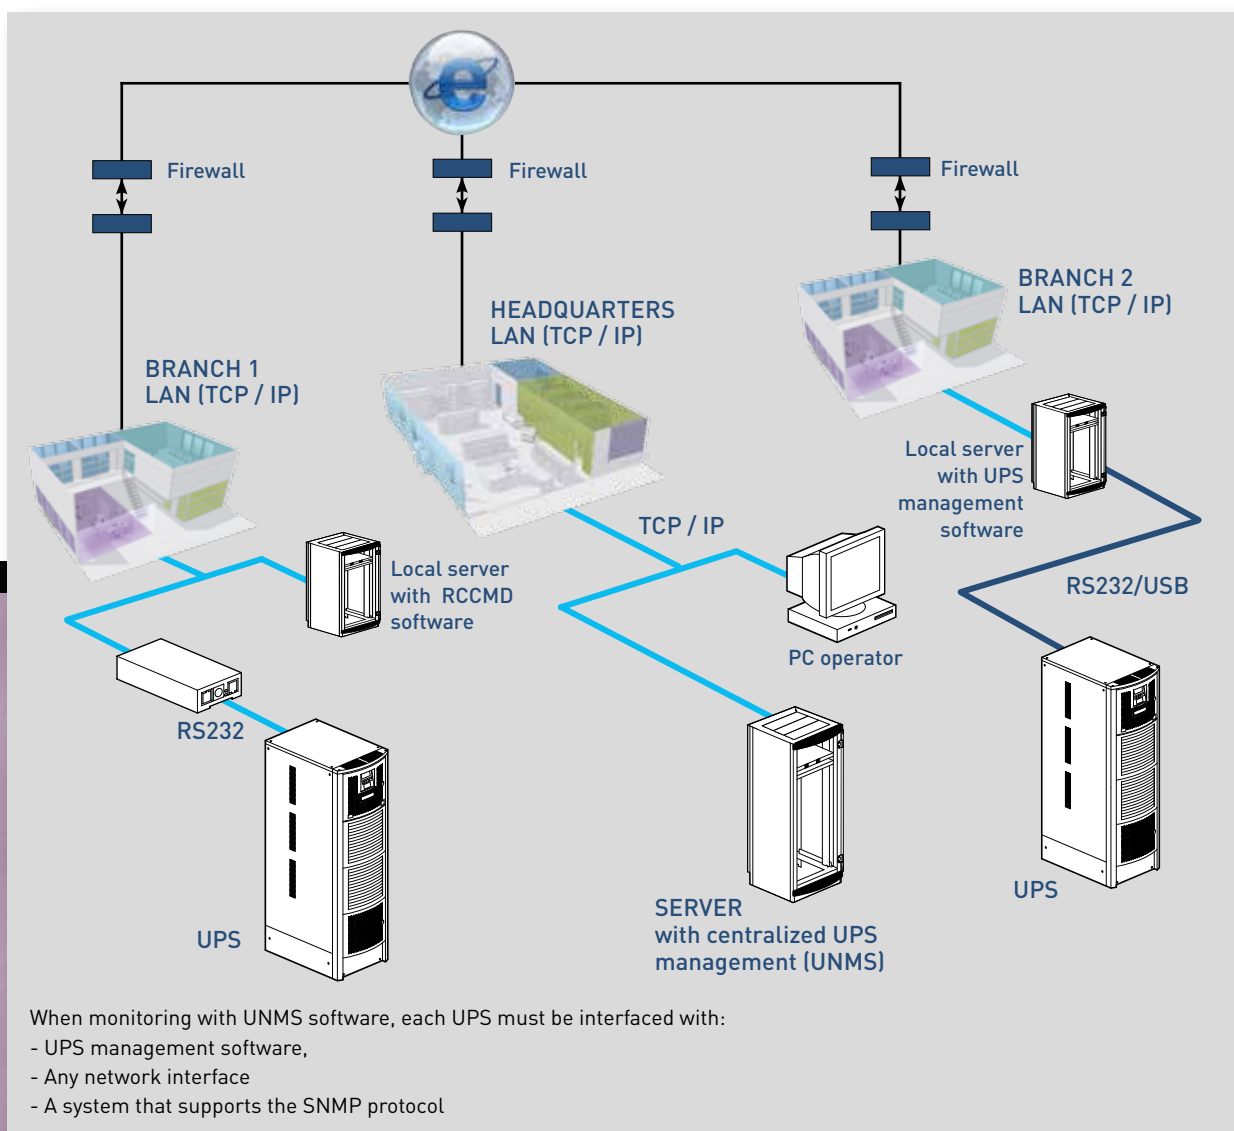 Firewall
Firewall
Firewall
BRANCH 2
LAN (TCP / IP)
HEADQUARTERS
LAN (TCP / IP)
BRANCH 1
LAN (TCP / IP)
Local server
with UPS
management
software
TCP / IP
Local server
with RCCMD
software
RS232/USB
PC operator
RS232
UPS
SERVER
with centralized UPS
management (UNMS)
UPS
When monitoring with UNMS software, each UPS must be interfaced with:
- UPS management software,
- Any network interface
- A system that supports the SNMP protocol